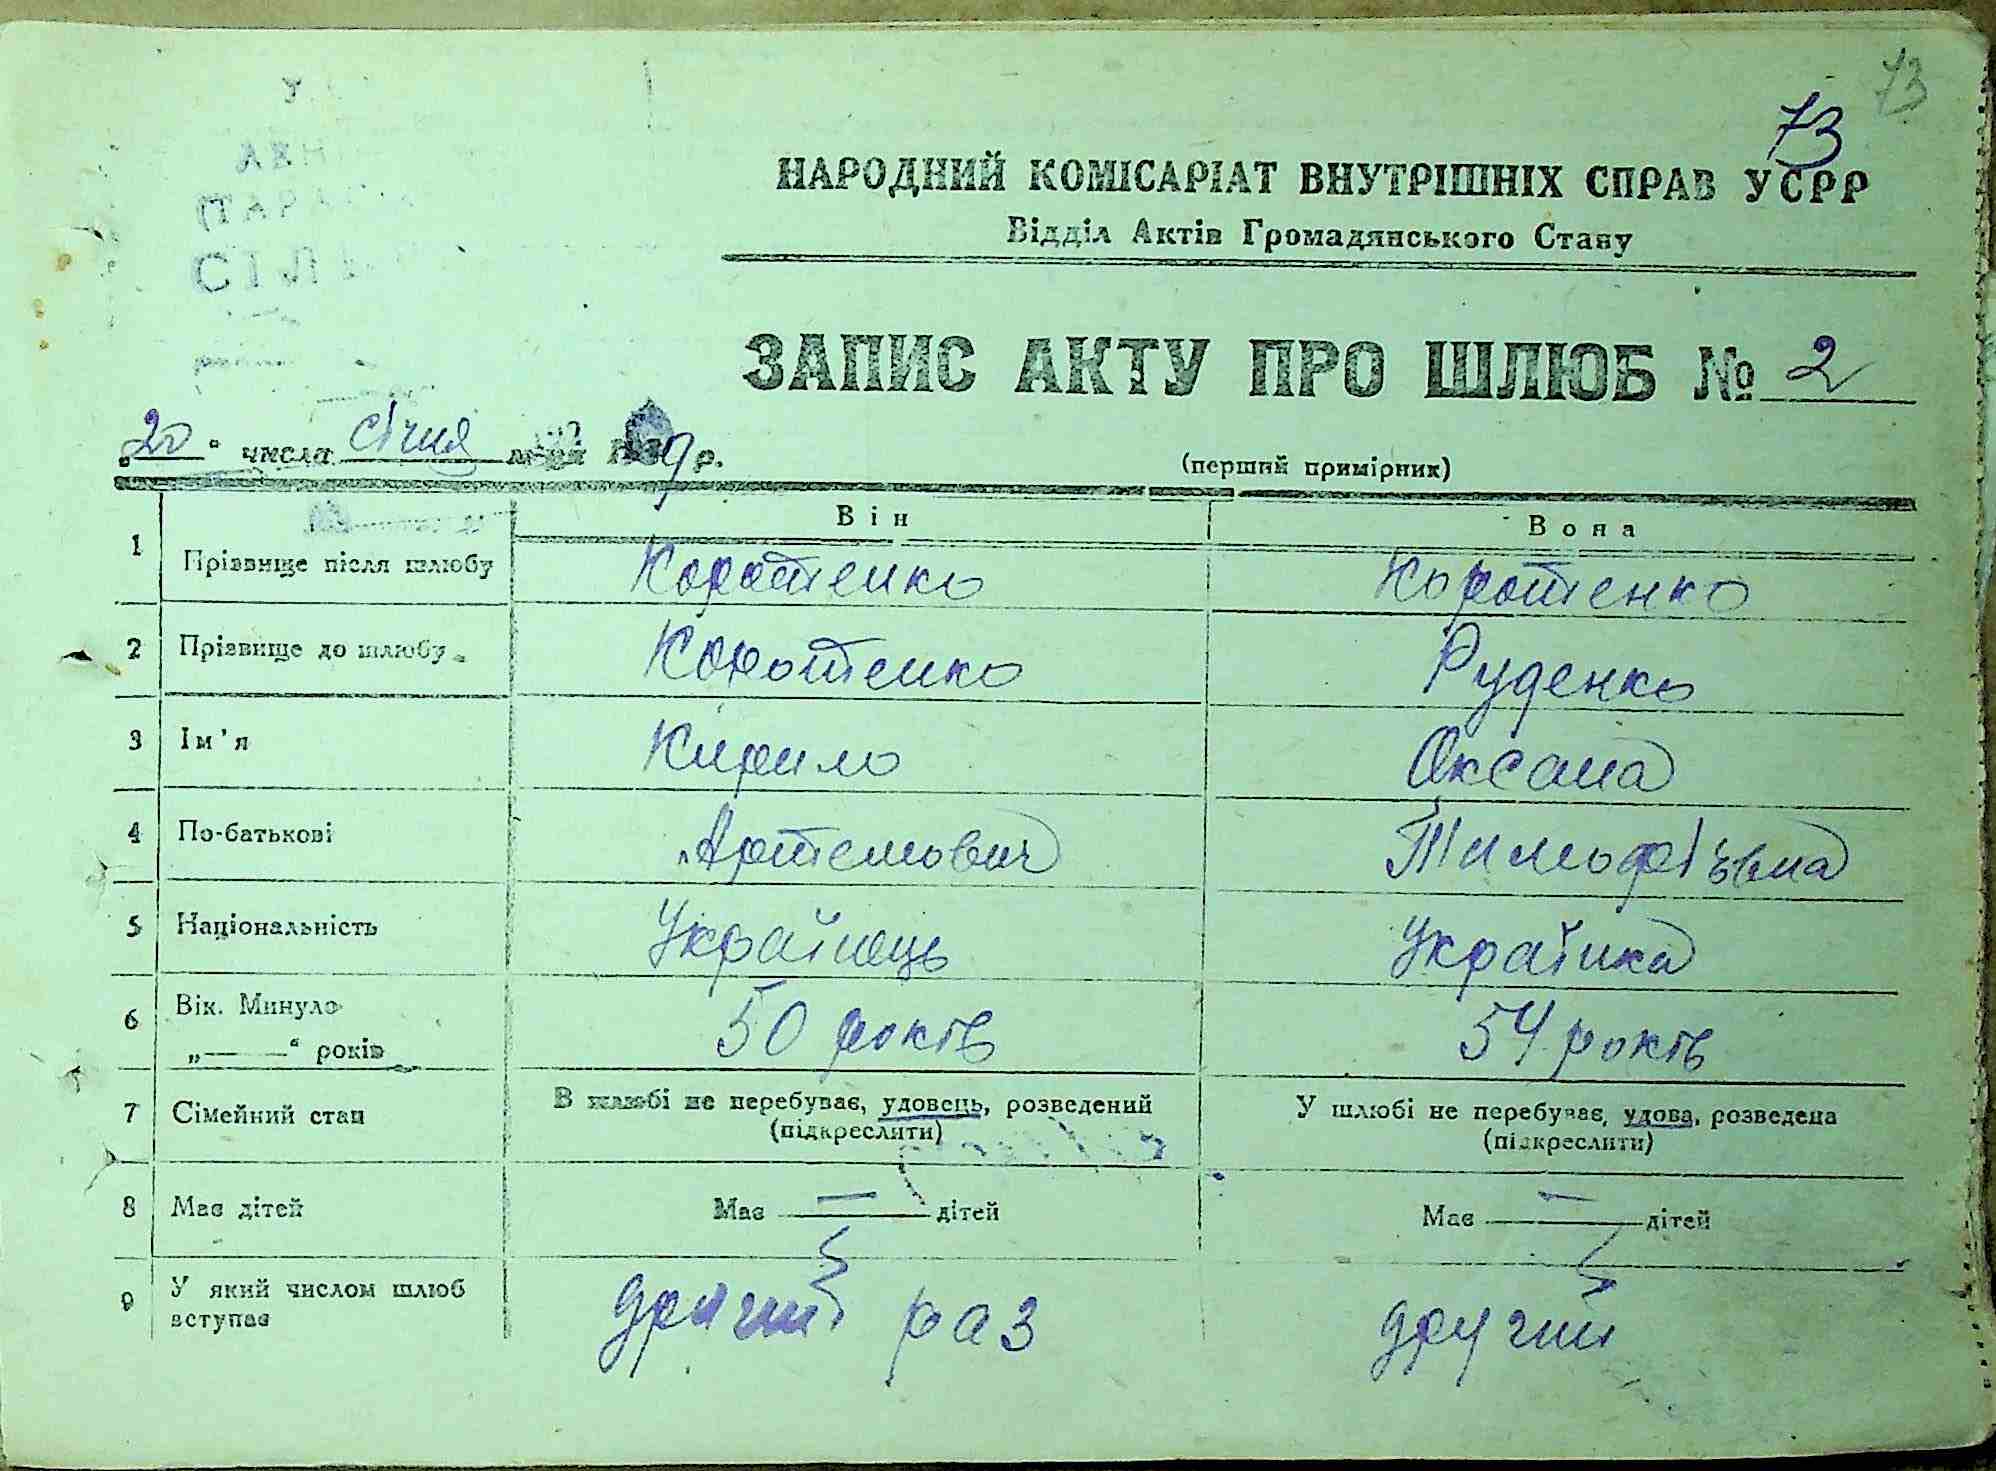 73
73
НАРОДНИЙ КОМІСАРІАТ ВНУТРІШНІХ СПРАВ УСРР
Відділ Актів Громадянського Стану
ЗАПИС АКТУ ПРО ШЛЮБ № 2
„20“ числа січня р.
(перший примірник)
Він Вона
1 Прізвище після шлюбу Коротенко Коротенко
2 Прізвище до шлюбу Коротенко Руденко
3 Ім'я Кирило Оксана
4 По-батькові Артемович Тимофіївна
5 Національність Українець Українка
6 Вік. Минуло „——“ років 50 років 54 років
7 Сімейний стан В шлюбі не перебуває, удовець, розведений (підкреслити) У шлюбі не перебуває, удова, розведена (підкреслити)
8 Має дітей Має — дітей Має — дітей
9 У який числом шлюб вступає другий раз другий